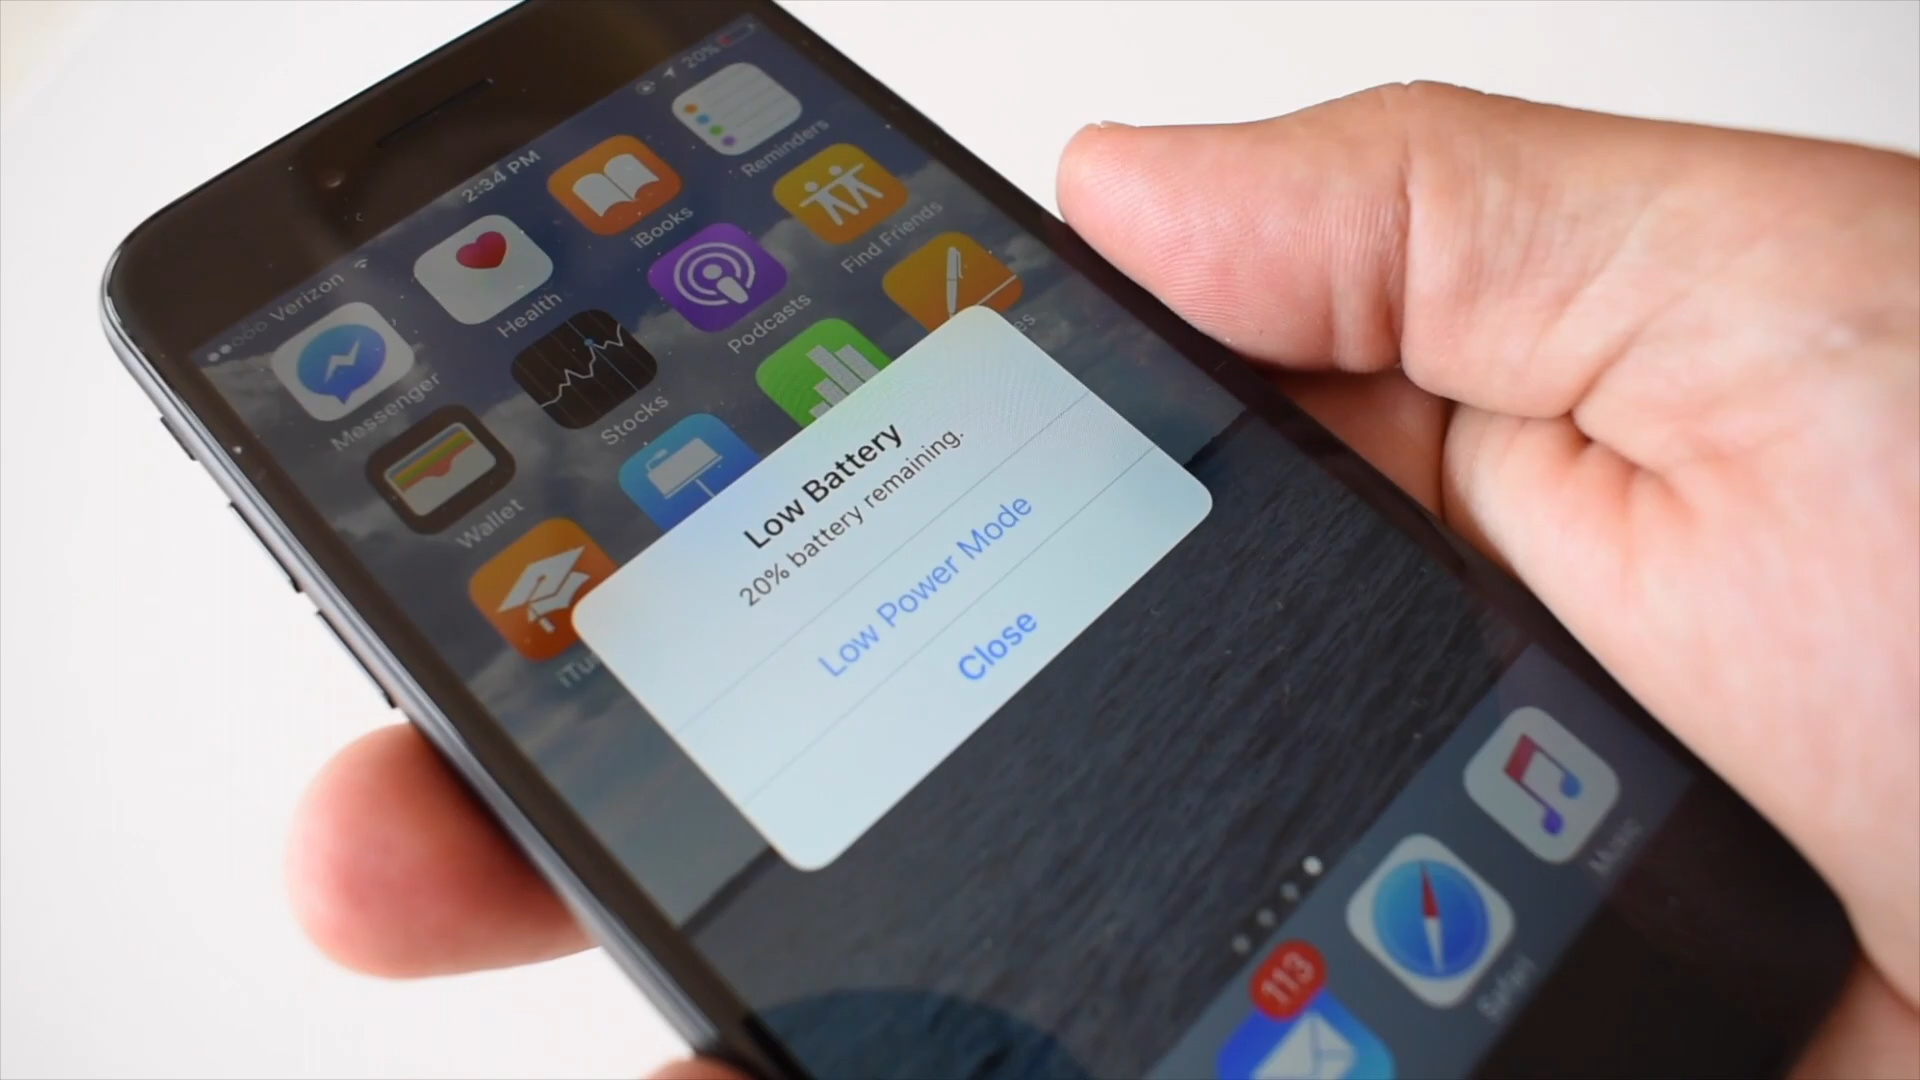 Verizon 2:34 PM 20%
Messenger
Health
iBooks
Reminders
Wallet
Stocks
Podcasts
Find Friends
Low Battery
20% battery remaining.
Low Power Mode
Close
113
Safari
Music